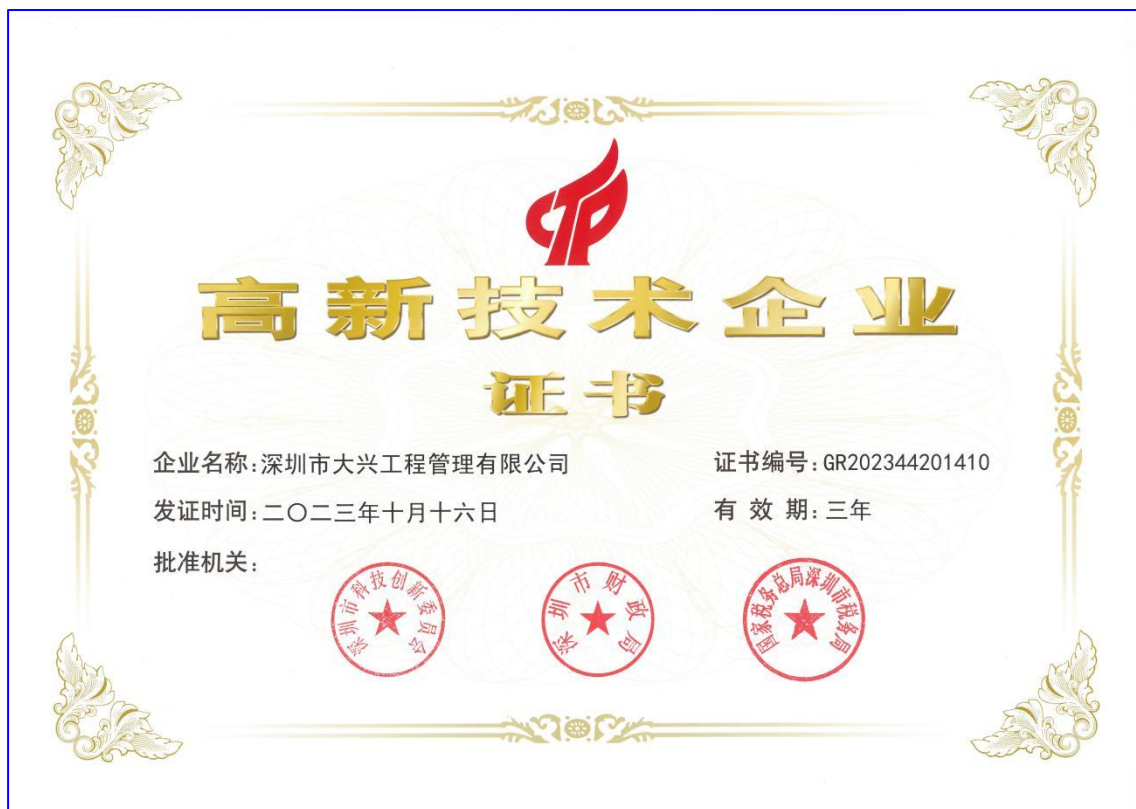 CTP
高新技术企业
证书
企业名称:深圳市大兴工程管理有限公司
证书编号:GR202344201410
发证时间:二〇二三年十月十六日
有 效 期:三年
批准机关:
深圳市科技创新委员会
深圳市财政局
国家税务总局深圳市税务局